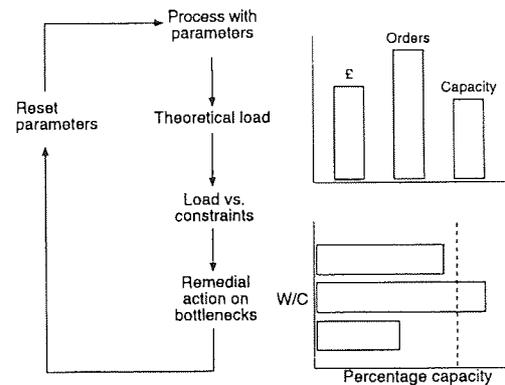 Process with
parameters
Reset
parameters
Theoretical load
Load vs.
constraints
Remedial
action on
bottlenecks
£
Orders
Capacity
W/C
Percentage capacity